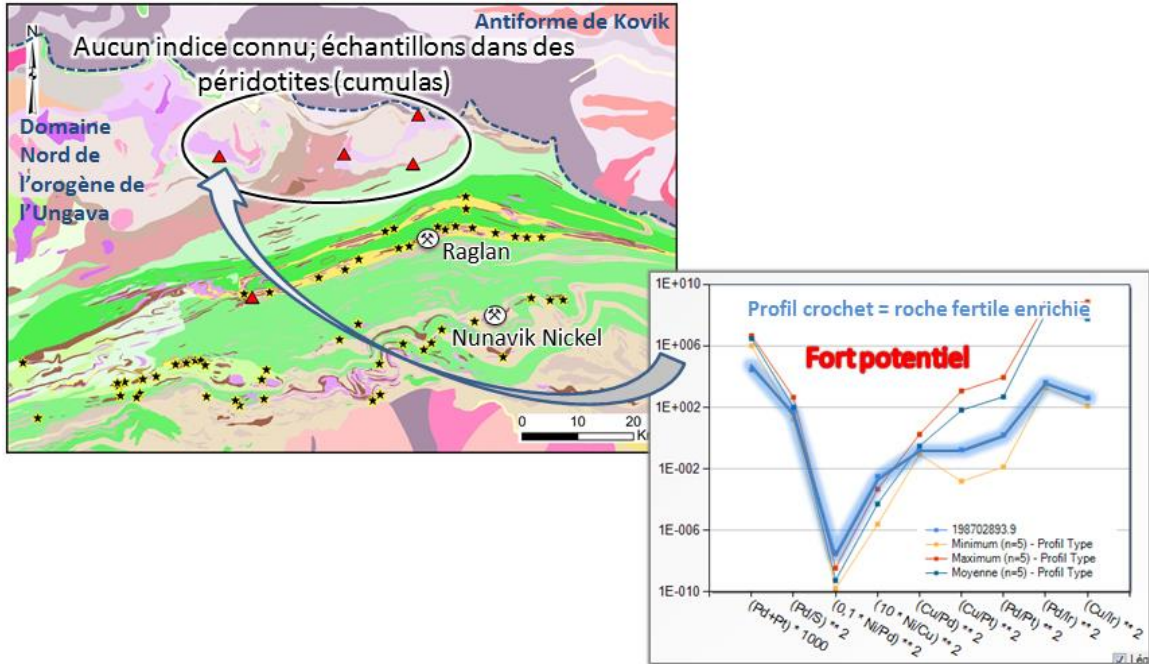 N
Antiforme de Kovik
Aucun indice connu; échantillons dans des
péridotites (cumulas)
Domaine
Nord de
l'orogène de
l'Ungava
Raglan
Nunavik Nickel
0 10 20
1E+010
1E+006
1E+002
1E-002
1E-006
1E-010
Profil crochet = roche fertile enrichie
Fort potentiel
198702893.9
Minimum (n=5) - Profil Type
Maximum (n=5) - Profil Type
Moyenne (n=5) - Profil Type
(Pd+Pt) * 1000
(Pd/S) ** 2
(0,1 * Ni/Pd) ** 2
(10 * Ni/Cu) ** 2
(Cu/Pd) ** 2
(Cu/Pt) ** 2
(Pd/Pt) ** 2
(Pd/Ir) ** 2
(Cu/Ir) ** 2